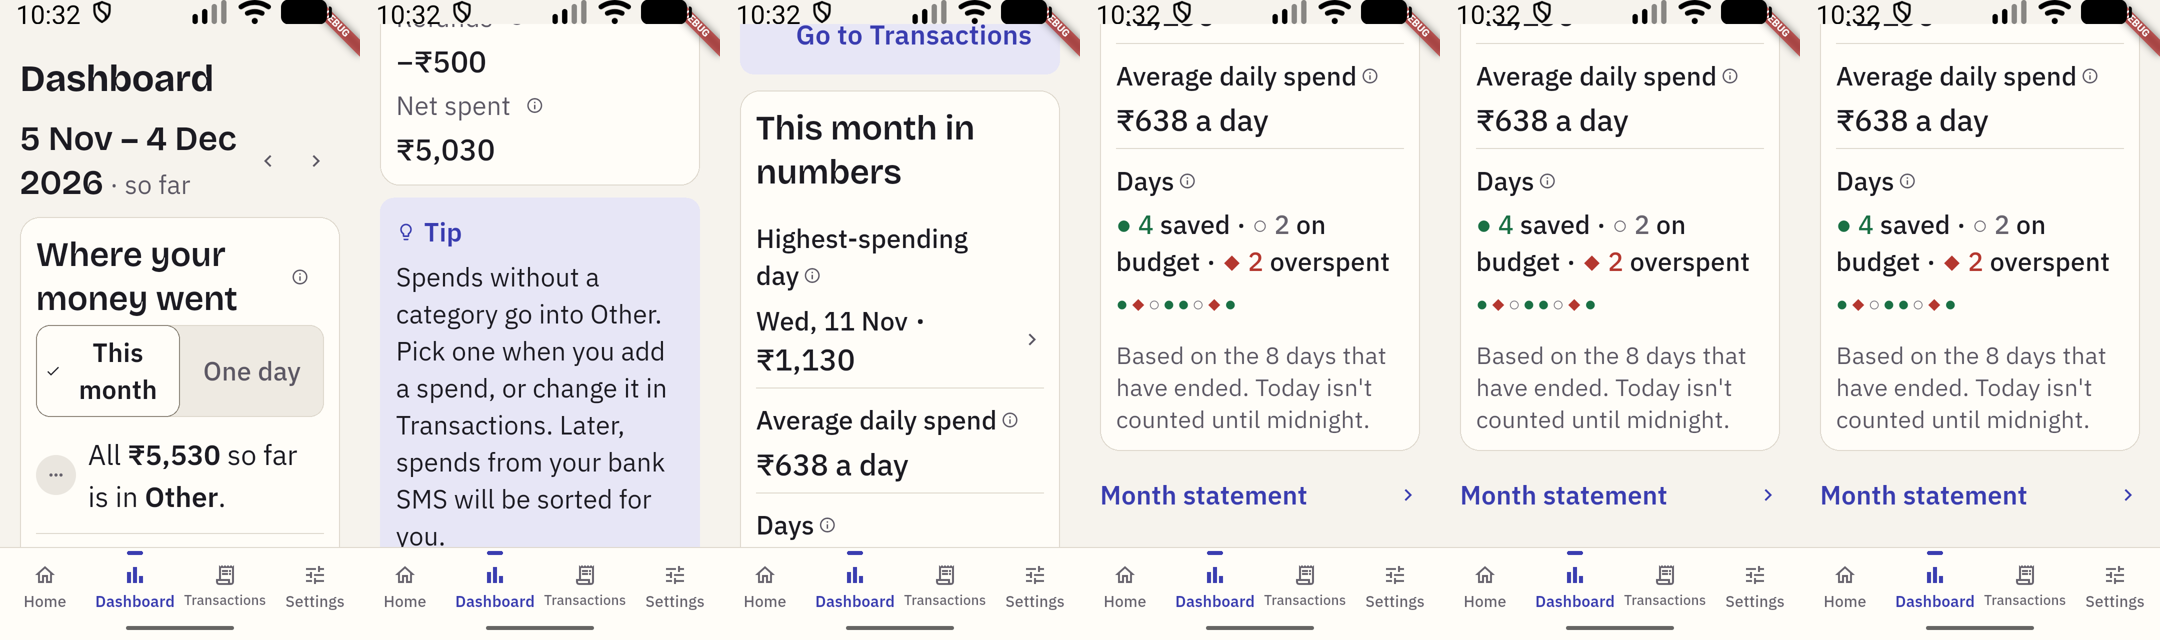 10:32
Dashboard
5 Nov – 4 Dec
2026 · so far
Where your
money went
This
month
One day
All ₹5,530 so far
is in Other.
Home
Dashboard
Transactions
Settings
10:32
−₹500
Net spent
₹5,030
Tip
Spends without a
category go into Other.
Pick one when you add
a spend, or change it in
Transactions. Later,
spends from your bank
SMS will be sorted for
you.
Home
Dashboard
Transactions
Settings
10:32
Go to Transactions
This month in
numbers
Highest-spending
day
Wed, 11 Nov •
₹1,130
Average daily spend
₹638 a day
Days
Home
Dashboard
Transactions
Settings
10:32
Average daily spend
₹638 a day
Days
4 saved · 2 on
budget · 2 overspent
Based on the 8 days that
have ended. Today isn't
counted until midnight.
Month statement
Home
Dashboard
Transactions
Settings
10:32
Average daily spend
₹638 a day
Days
4 saved · 2 on
budget · 2 overspent
Based on the 8 days that
have ended. Today isn't
counted until midnight.
Month statement
Home
Dashboard
Transactions
Settings
10:32
Average daily spend
₹638 a day
Days
4 saved · 2 on
budget · 2 overspent
Based on the 8 days that
have ended. Today isn't
counted until midnight.
Month statement
Home
Dashboard
Transactions
Settings